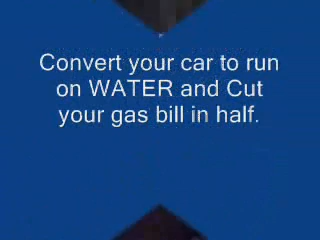 Convert your car to run
on WATER and Cut
your gas bill in half.